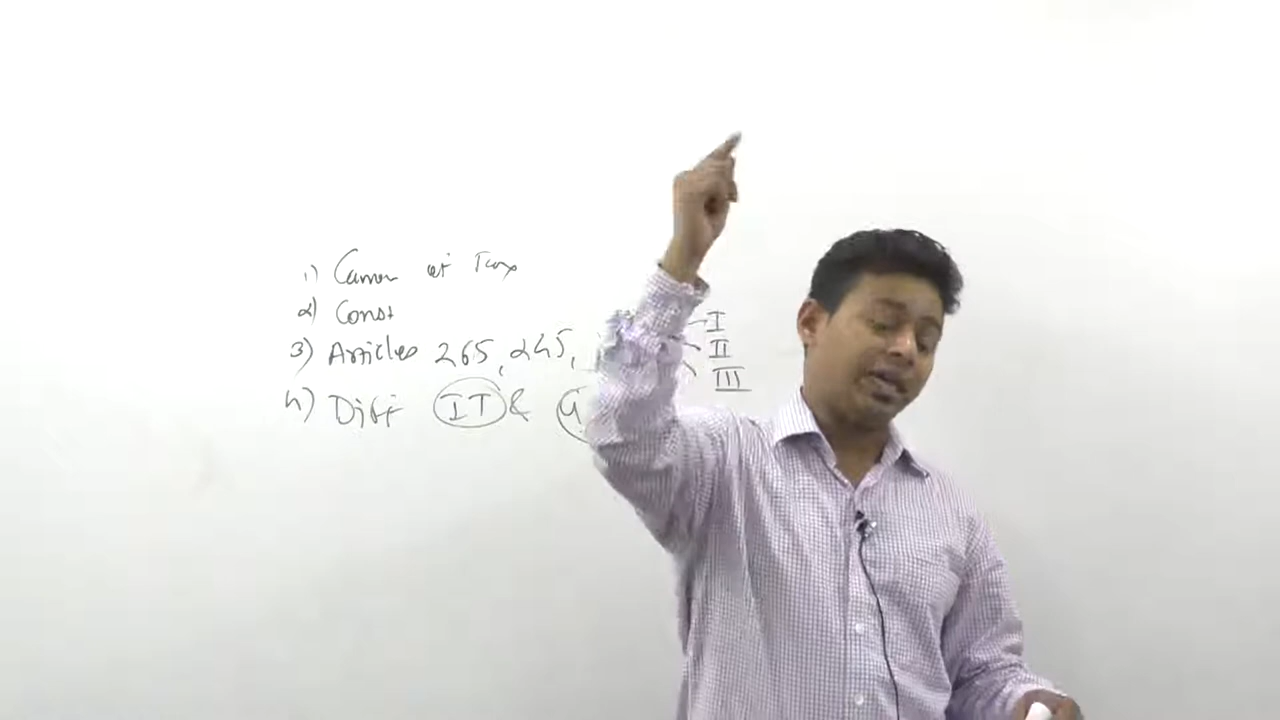 1) Canon of Tax
2) Const
3) Articles 265, 245, I
II
III
4) Diff IT &